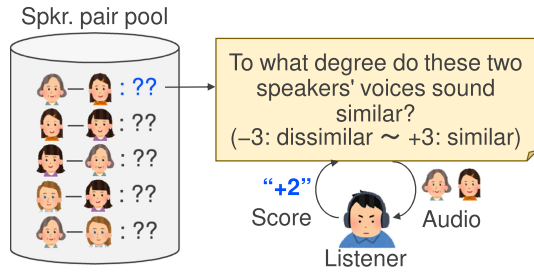 Spkr. pair pool
: ??
: ??
: ??
: ??
: ??
To what degree do these two
speakers' voices sound
similar?
(−3: dissimilar ～ +3: similar)
“+2”
Score
Audio
Listener